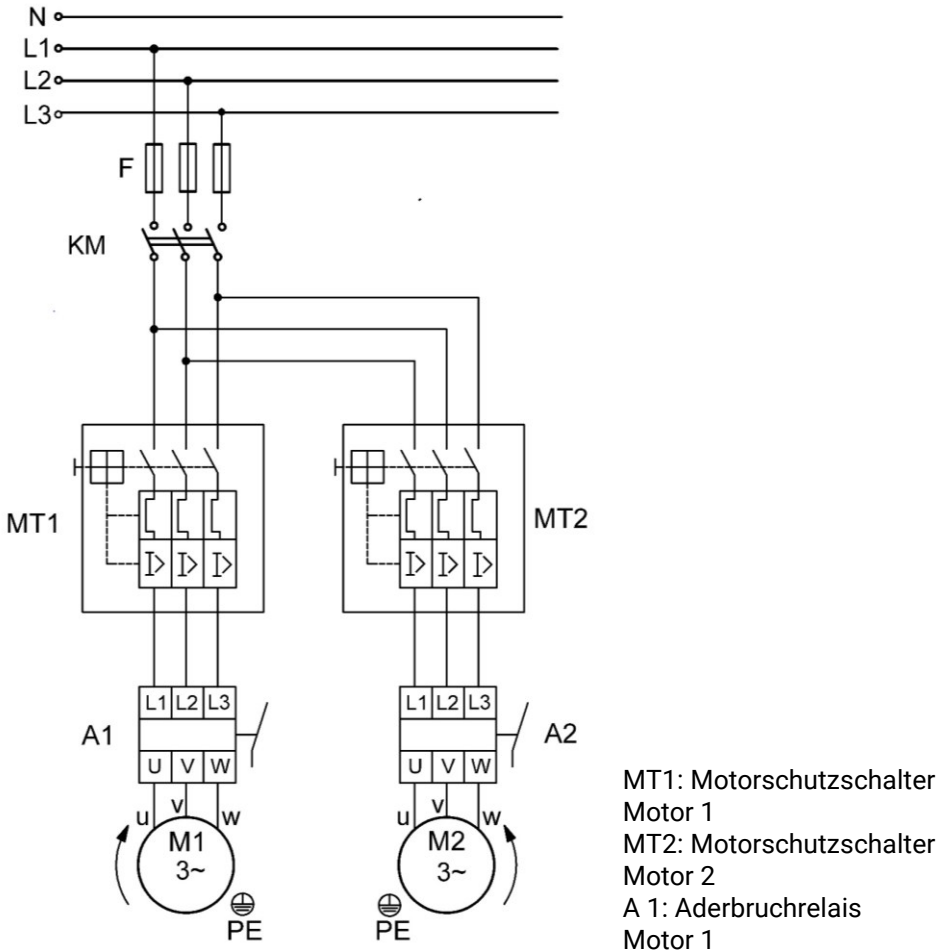 N
L1
L2
L3
F
KM
MT1
I> I> I>
MT2
I> I> I>
A1
L1 L2 L3
U V W
A2
L1 L2 L3
U V W
u v w
M1
3~
PE
u v w
M2
3~
PE
MT1: Motorschutzschalter
Motor 1
MT2: Motorschutzschalter
Motor 2
A 1: Aderbruchrelais
Motor 1